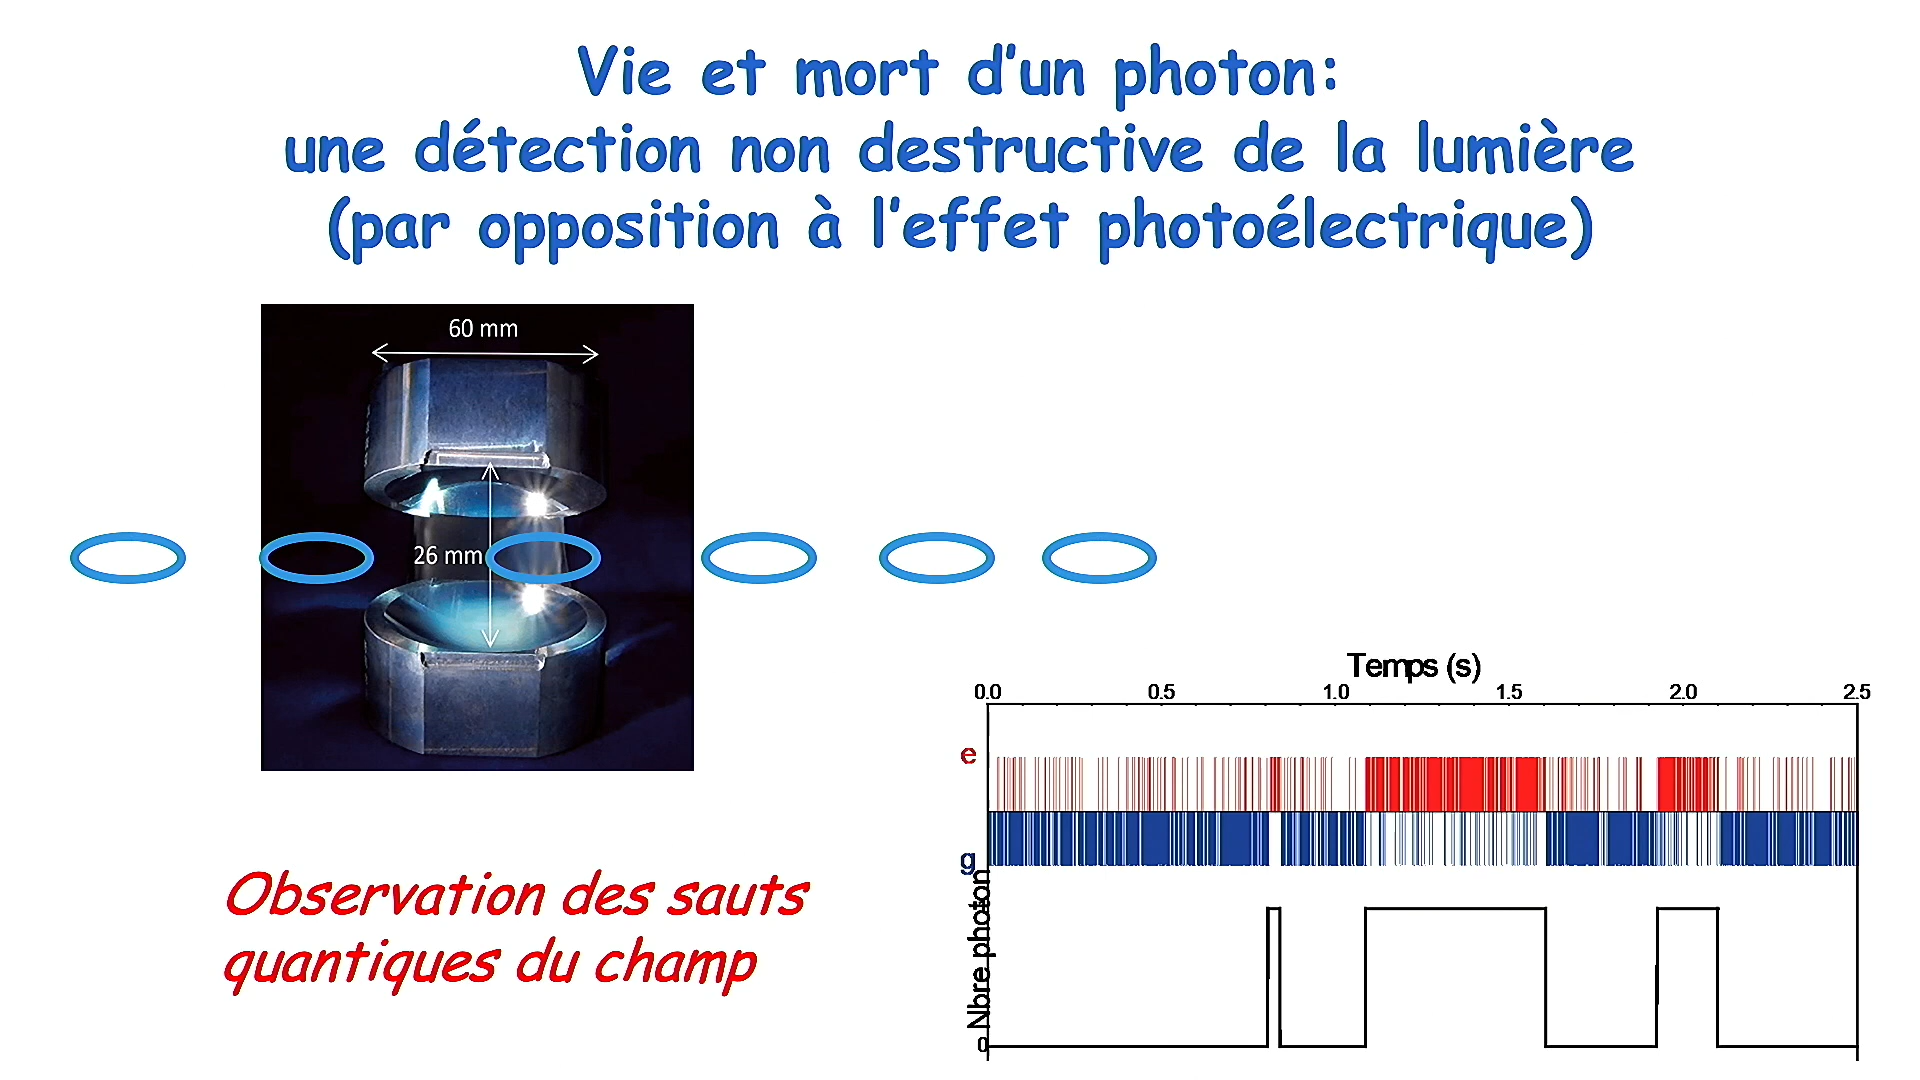 Vie et mort d'un photon:
une détection non destructive de la lumière
(par opposition à l'effet photoélectrique)
60 mm
26 mm
Temps (s)
0.0 0.5 1.0 1.5 2.0 2.5
e
g
Nbre photon
0
Observation des sauts
quantiques du champ